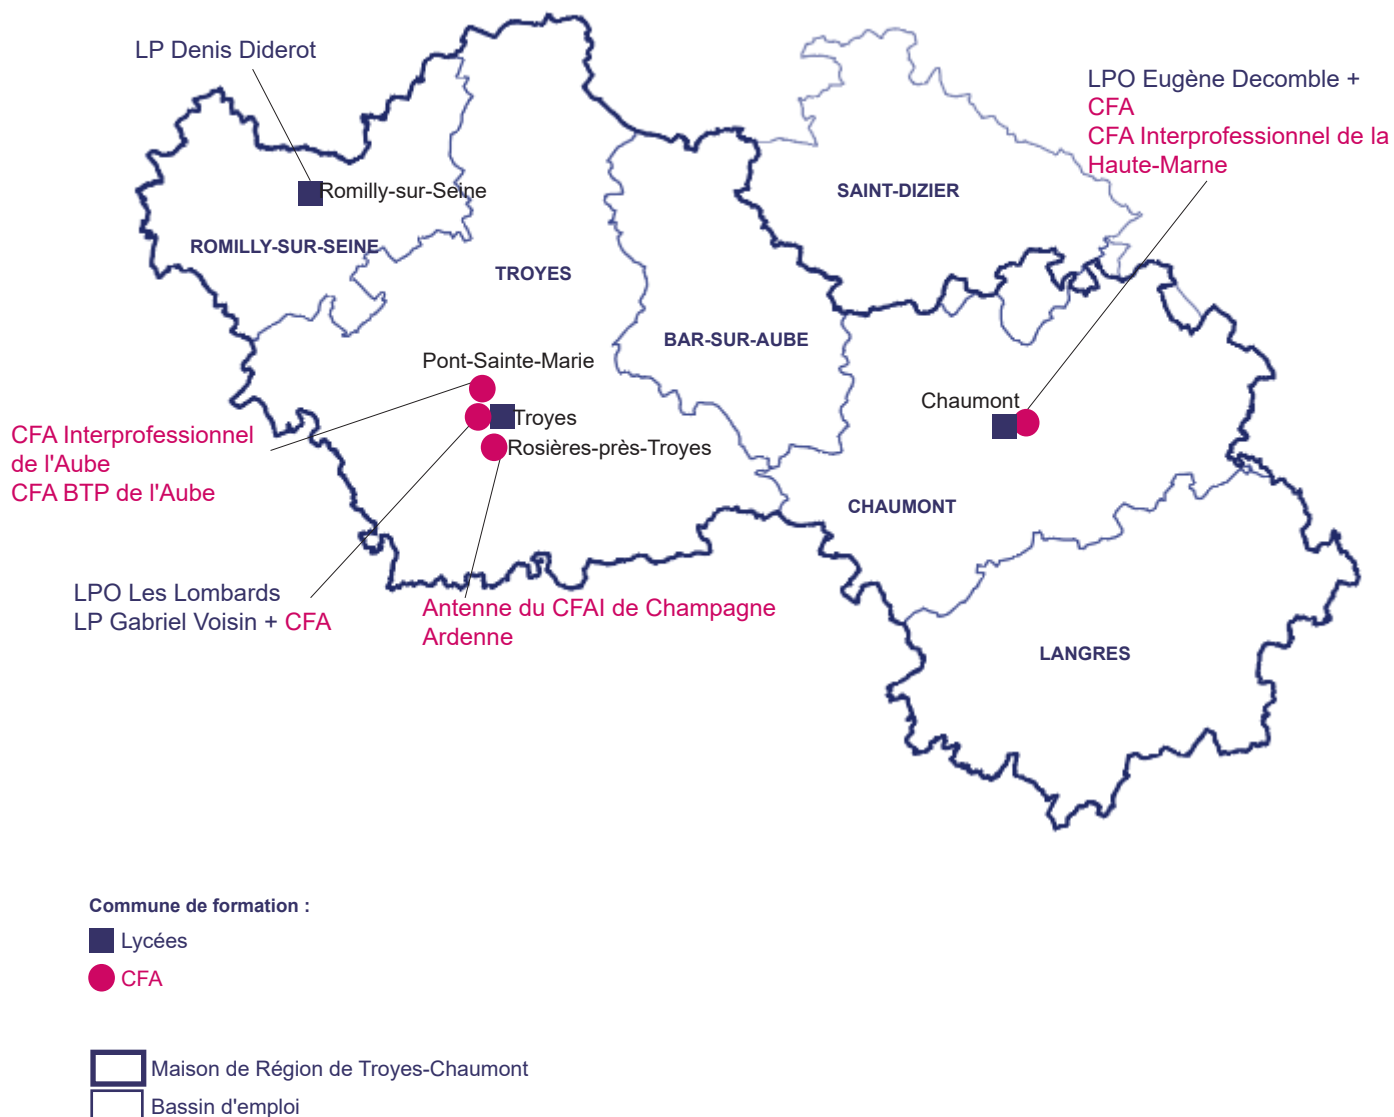 LP Denis Diderot
LPO Eugène Decomble +
CFA
CFA Interprofessionnel de la
Haute-Marne
Romilly-sur-Seine
SAINT-DIZIER
ROMILLY-SUR-SEINE
TROYES
BAR-SUR-AUBE
Pont-Sainte-Marie
Chaumont
Troyes
CFA Interprofessionnel
de l'Aube
CFA BTP de l'Aube
Rosières-près-Troyes
CHAUMONT
LPO Les Lombards
LP Gabriel Voisin + CFA
Antenne du CFAI de Champagne
Ardenne
LANGRES
Commune de formation :
Lycées
CFA
Maison de Région de Troyes-Chaumont
Bassin d'emploi